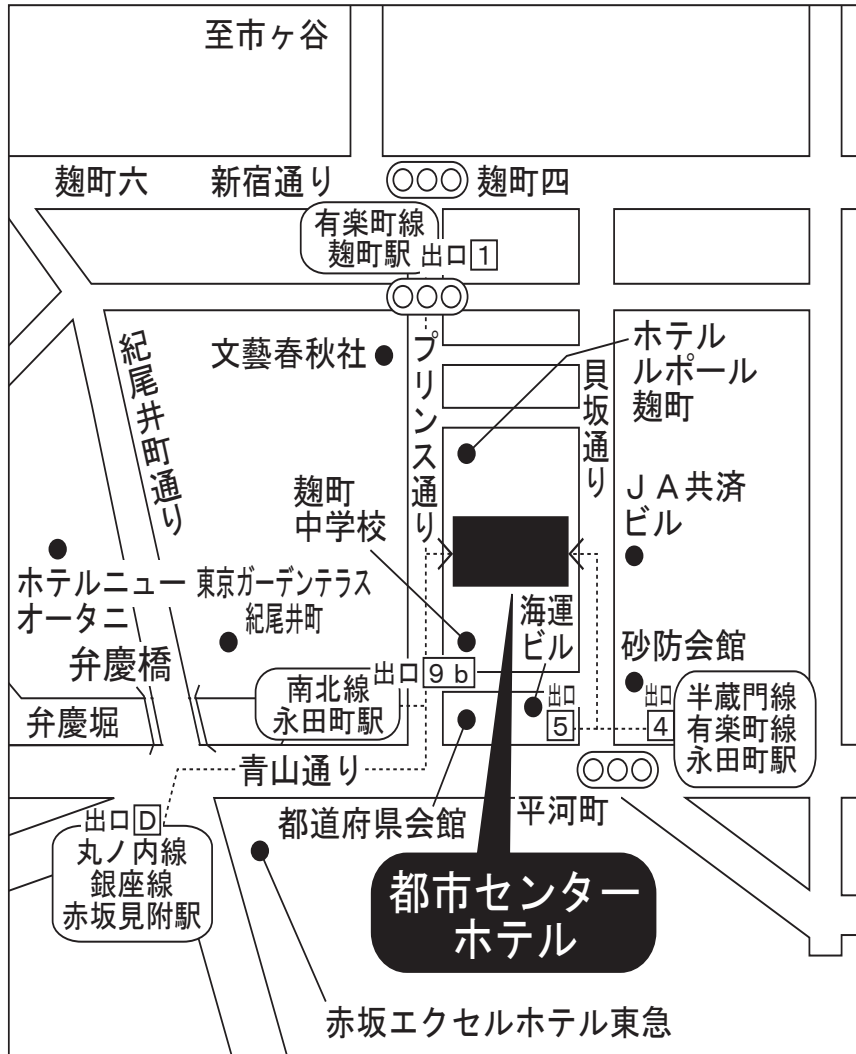 至市ヶ谷
麹町六
新宿通り
麹町四
有楽町線
麹町駅
出口 1
文藝春秋社
プリンス通り
ホテル
ルポール
麹町
貝坂通り
紀尾井町通り
麹町
中学校
ＪＡ共済
ビル
ホテルニュー
オータニ
東京ガーデンテラス
紀尾井町
海運
ビル
弁慶橋
砂防会館
出口 9 b
南北線
永田町駅
弁慶堀
出口
5
出口
4
半蔵門線
有楽町線
永田町駅
青山通り
都道府県会館
平河町
出口 D
丸ノ内線
銀座線
赤坂見附駅
都市センター
ホテル
赤坂エクセルホテル東急